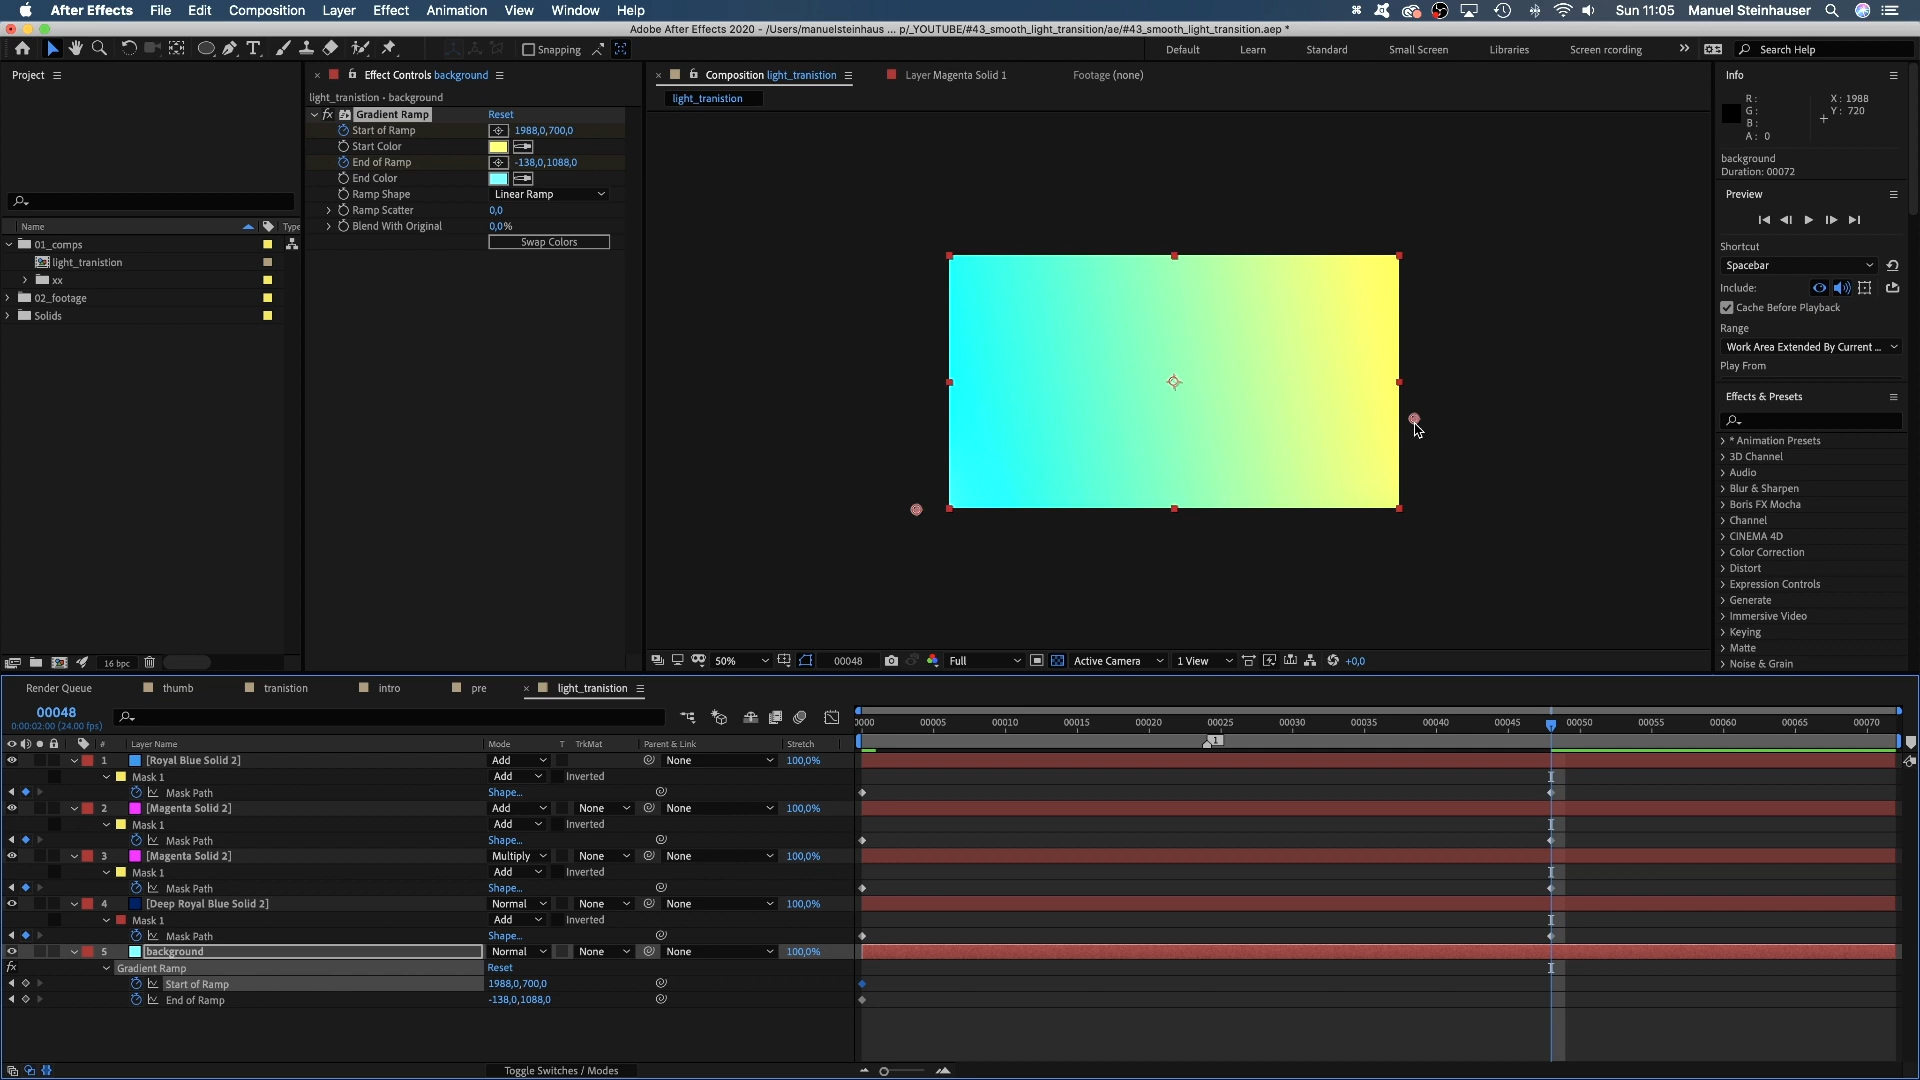 After Effects File Edit Composition Layer Effect Animation View Window Help Sun 11:05 Manuel Steinhauser
Adobe After Effects 2020 - /Users/manuelsteinhaus ... p/_YOUTUBE/#43_smooth_light_transition/ae/#43_smooth_light_transition.aep *
Snapping Default Learn Standard Small Screen Libraries Screen rcording Search Help
Project
Effect Controls background
light_tranistion • background
fx Gradient Ramp Reset
Start of Ramp 1988,0,700,0
Start Color
End of Ramp -138,0,1088,0
End Color
Ramp Shape Linear Ramp
Ramp Scatter 0,0
Blend With Original 0,0%
Swap Colors
Name Type
01_comps
light_tranistion
xx
02_footage
Solids
16 bpc
Composition light_tranistion Layer Magenta Solid 1 Footage (none)
light_tranistion
50% 00048 Full Active Camera 1 View +0,0
Info
R: X: 1988
G: Y: 720
B:
A: 0
background
Duration: 00072
Preview
Shortcut
Spacebar
Include:
Cache Before Playback
Range
Work Area Extended By Current ...
Play From
Effects & Presets
* Animation Presets
3D Channel
Audio
Blur & Sharpen
Boris FX Mocha
Channel
CINEMA 4D
Color Correction
Distort
Expression Controls
Generate
Immersive Video
Keying
Matte
Noise & Grain
Render Queue thumb tranistion intro pre light_tranistion
00048
0:00:02:00 (24.00 fps)
0000 00005 00010 00015 00020 00025 00030 00035 00040 00045 00050 00055 00060 00065 00070
1
# Layer Name Mode T TrkMat Parent & Link Stretch
1 [Royal Blue Solid 2] Add None 100,0%
Mask 1 Add Inverted
Mask Path Shape...
2 [Magenta Solid 2] Add None None 100,0%
Mask 1 Add Inverted
Mask Path Shape...
3 [Magenta Solid 2] Multiply None None 100,0%
Mask 1 Add Inverted
Mask Path Shape...
4 [Deep Royal Blue Solid 2] Normal None None 100,0%
Mask 1 Add Inverted
Mask Path Shape...
5 background Normal None None 100,0%
fx Gradient Ramp Reset
Start of Ramp 1988,0,700,0
End of Ramp -138,0,1088,0
Toggle Switches / Modes